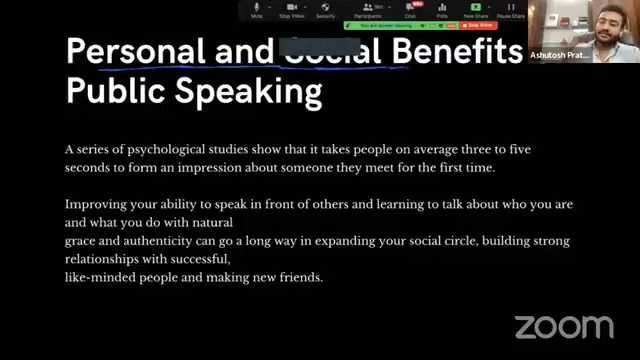 Mute
Stop Video
Security
Participants
Chat
Polls
New Share
Pause Share
Stop Share
Ashutosh Prat...
Personal and Social Benefits
Public Speaking
A series of psychological studies show that it takes people on average three to five
seconds to form an impression about someone they meet for the first time.
Improving your ability to speak in front of others and learning to talk about who you are
and what you do with natural
grace and authenticity can go a long way in expanding your social circle, building strong
relationships with successful,
like-minded people and making new friends.
zoom